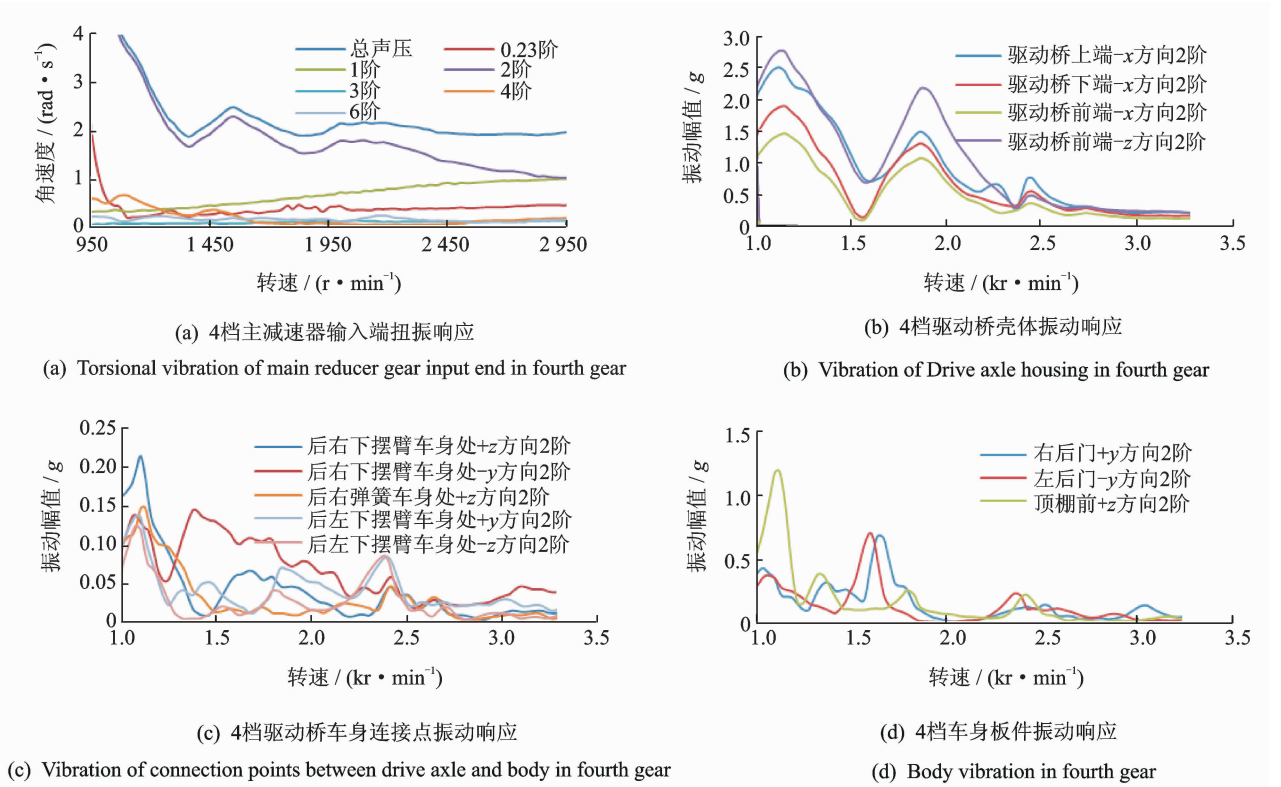 4
3
2
1
0
角速度 / (rad·s⁻¹)
总声压
0.23阶
1阶
2阶
3阶
4阶
6阶
950
1 450
1 950
2 450
2 950
转速 / (r·min⁻¹)
(a) 4档主减速器输入端扭振响应
(a) Torsional vibration of main reducer gear input end in fourth gear
3.0
2.5
2.0
1.5
1.0
0.5
0
振动幅值 / g
驱动桥上端-x方向2阶
驱动桥下端-x方向2阶
驱动桥前端-x方向2阶
驱动桥前端-z方向2阶
1.0
1.5
2.0
2.5
3.0
3.5
转速 / (kr·min⁻¹)
(b) 4档驱动桥壳体振动响应
(b) Vibration of Drive axle housing in fourth gear
0.25
0.20
0.15
0.10
0.05
0
振动幅值 / g
后右下摆臂车身处+z方向2阶
后右下摆臂车身处-y方向2阶
后右弹簧车身处+z方向2阶
后左下摆臂车身处+y方向2阶
后左下摆臂车身处-z方向2阶
1.0
1.5
2.0
2.5
3.0
3.5
转速 / (kr·min⁻¹)
(c) 4档驱动桥车身连接点振动响应
(c) Vibration of connection points between drive axle and body in fourth gear
1.5
1.0
0.5
0
振动幅值 / g
右后门+y方向2阶
左后门-y方向2阶
顶棚前+z方向2阶
1.0
1.5
2.0
2.5
3.0
3.5
转速 / (kr·min⁻¹)
(d) 4档车身板件振动响应
(d) Body vibration in fourth gear